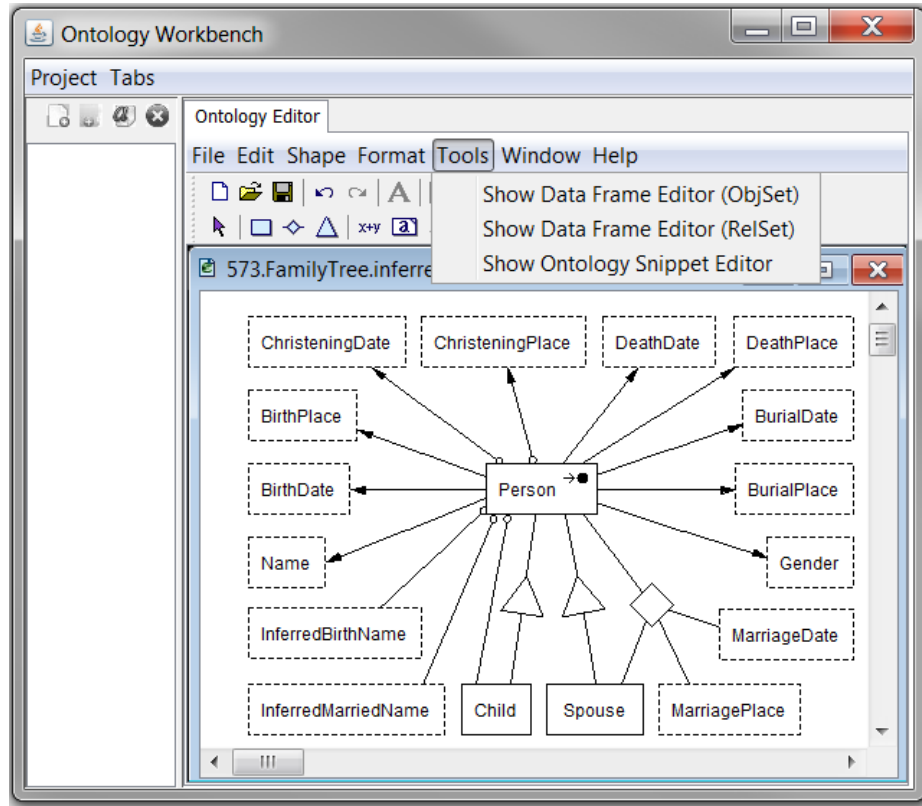 Ontology Workbench
Project Tabs
Ontology Editor
File Edit Shape Format Tools Window Help
Show Data Frame Editor (ObjSet)
Show Data Frame Editor (RelSet)
Show Ontology Snippet Editor
A
x+y a
573.FamilyTree.inferre
ChristeningDate ChristeningPlace DeathDate DeathPlace
BirthPlace BurialDate
BirthDate Person BurialPlace
Name Gender
InferredBirthName MarriageDate
InferredMarriedName Child Spouse MarriagePlace